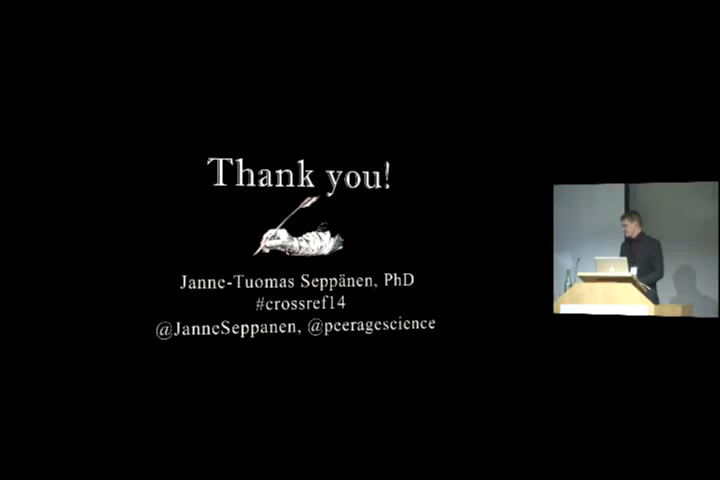 Thank you!
Janne-Tuomas Seppänen, PhD
#crossref14
@JanneSeppanen, @peeragescience